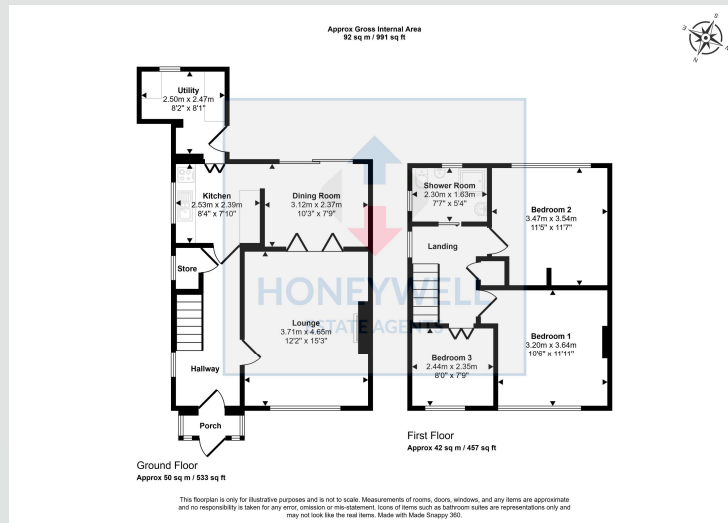 Approx Gross Internal Area
92 sq m / 991 sq ft
S
E
W
N
Utility
2.50m x 2.47m
8'2" x 8'1"
Kitchen
2.53m x 2.39m
8'4" x 7'10"
Dining Room
3.12m x 2.37m
10'3" x 7'9"
Store
Lounge
3.71m x 4.65m
12'2" x 15'3"
Hallway
Porch
Ground Floor
Approx 50 sq m / 533 sq ft
Shower Room
2.30m x 1.63m
7'7" x 5'4"
Bedroom 2
3.47m x 3.54m
11'5" x 11'7"
Landing
Bedroom 1
3.20m x 3.64m
10'6" x 11'11"
Bedroom 3
2.44m x 2.35m
8'0" x 7'9"
First Floor
Approx 42 sq m / 457 sq ft
HONEYWELL
ESTATE AGENTS
This floorplan is only for illustrative purposes and is not to scale. Measurements of rooms, doors, windows, and any items are approximate
and no responsibility is taken for any error, omission or mis-statement. Icons of items such as bathroom suites are representations only and
may not look like the real items. Made with Made Snappy 360.